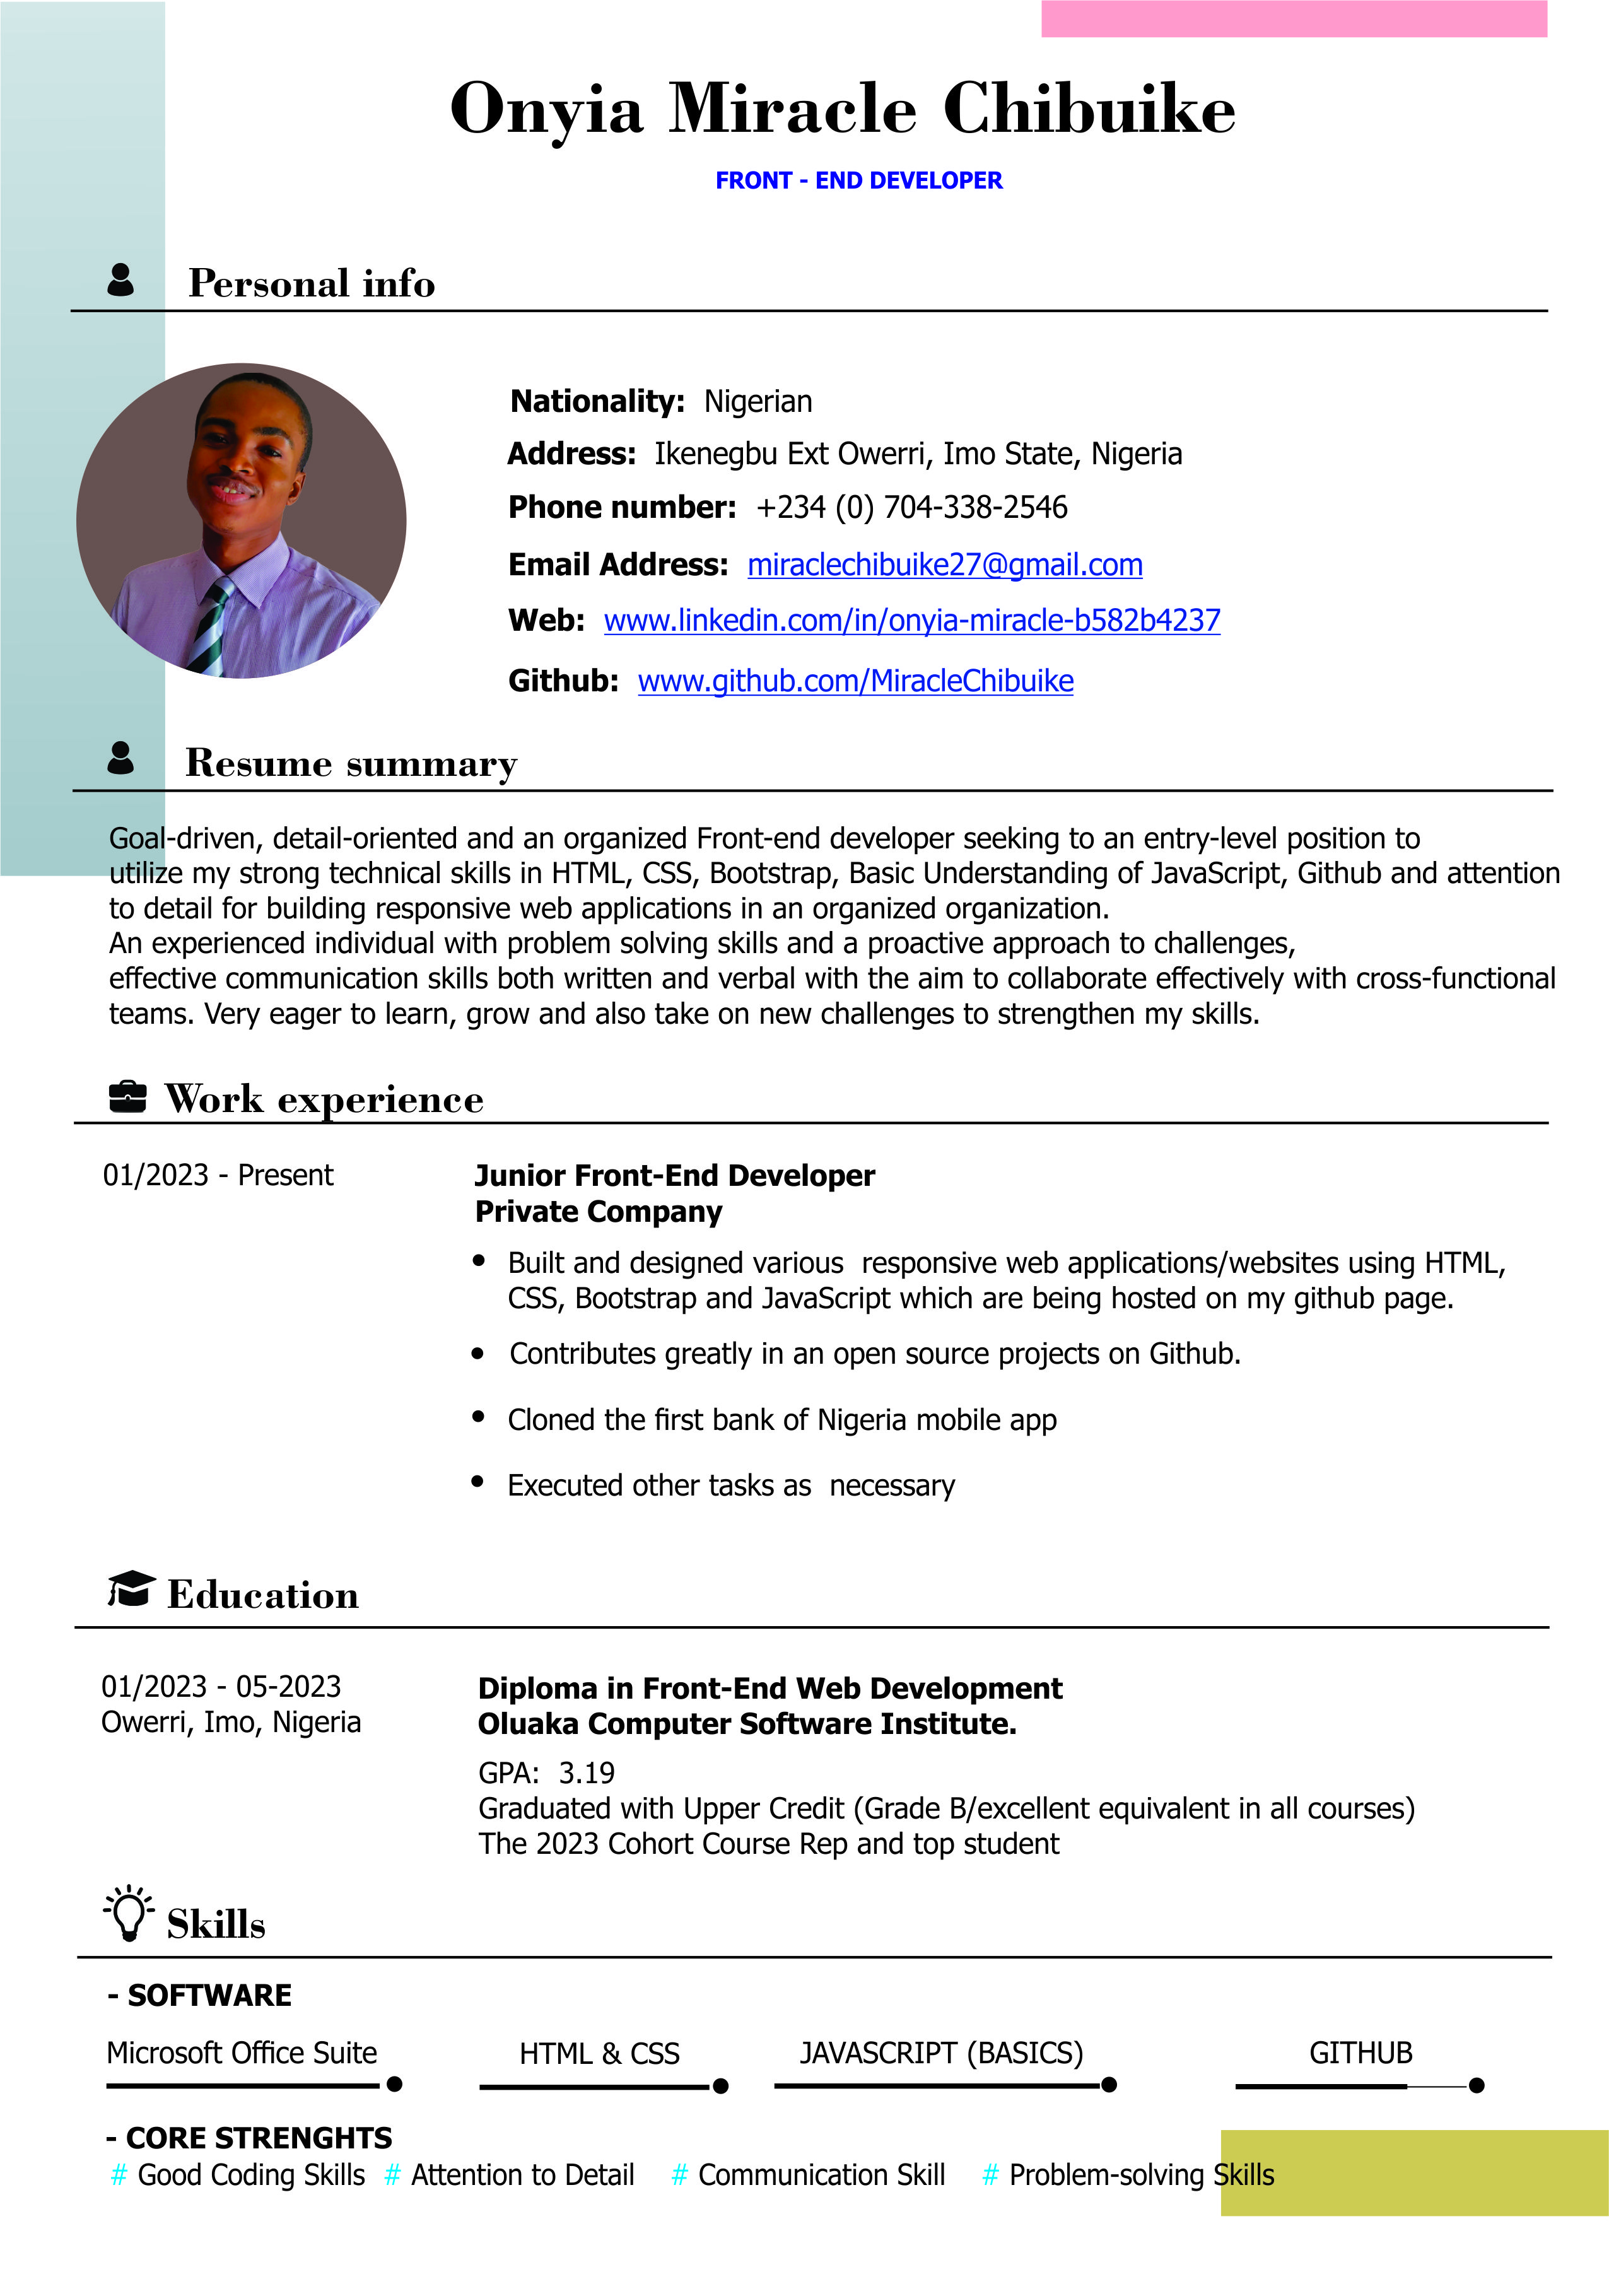 Onyia Miracle Chibuike
FRONT - END DEVELOPER
Personal info
Nationality: Nigerian
Address: Ikenegbu Ext Owerri, Imo State, Nigeria
Phone number: +234 (0) 704-338-2546
Email Address: miraclechibuike27@gmail.com
Web: www.linkedin.com/in/onyia-miracle-b582b4237
Github: www.github.com/MiracleChibuike
Resume summary
Goal-driven, detail-oriented and an organized Front-end developer seeking to an entry-level position to
utilize my strong technical skills in HTML, CSS, Bootstrap, Basic Understanding of JavaScript, Github and attention
to detail for building responsive web applications in an organized organization.
An experienced individual with problem solving skills and a proactive approach to challenges,
effective communication skills both written and verbal with the aim to collaborate effectively with cross-functional
teams. Very eager to learn, grow and also take on new challenges to strengthen my skills.
Work experience
01/2023 - Present
Junior Front-End Developer
Private Company
• Built and designed various responsive web applications/websites using HTML,
CSS, Bootstrap and JavaScript which are being hosted on my github page.
• Contributes greatly in an open source projects on Github.
• Cloned the first bank of Nigeria mobile app
• Executed other tasks as necessary
Education
01/2023 - 05-2023
Owerri, Imo, Nigeria
Diploma in Front-End Web Development
Oluaka Computer Software Institute.
GPA: 3.19
Graduated with Upper Credit (Grade B/excellent equivalent in all courses)
The 2023 Cohort Course Rep and top student
Skills
- SOFTWARE
Microsoft Office Suite HTML & CSS JAVASCRIPT (BASICS) GITHUB
- CORE STRENGHTS
# Good Coding Skills # Attention to Detail # Communication Skill # Problem-solving Skills